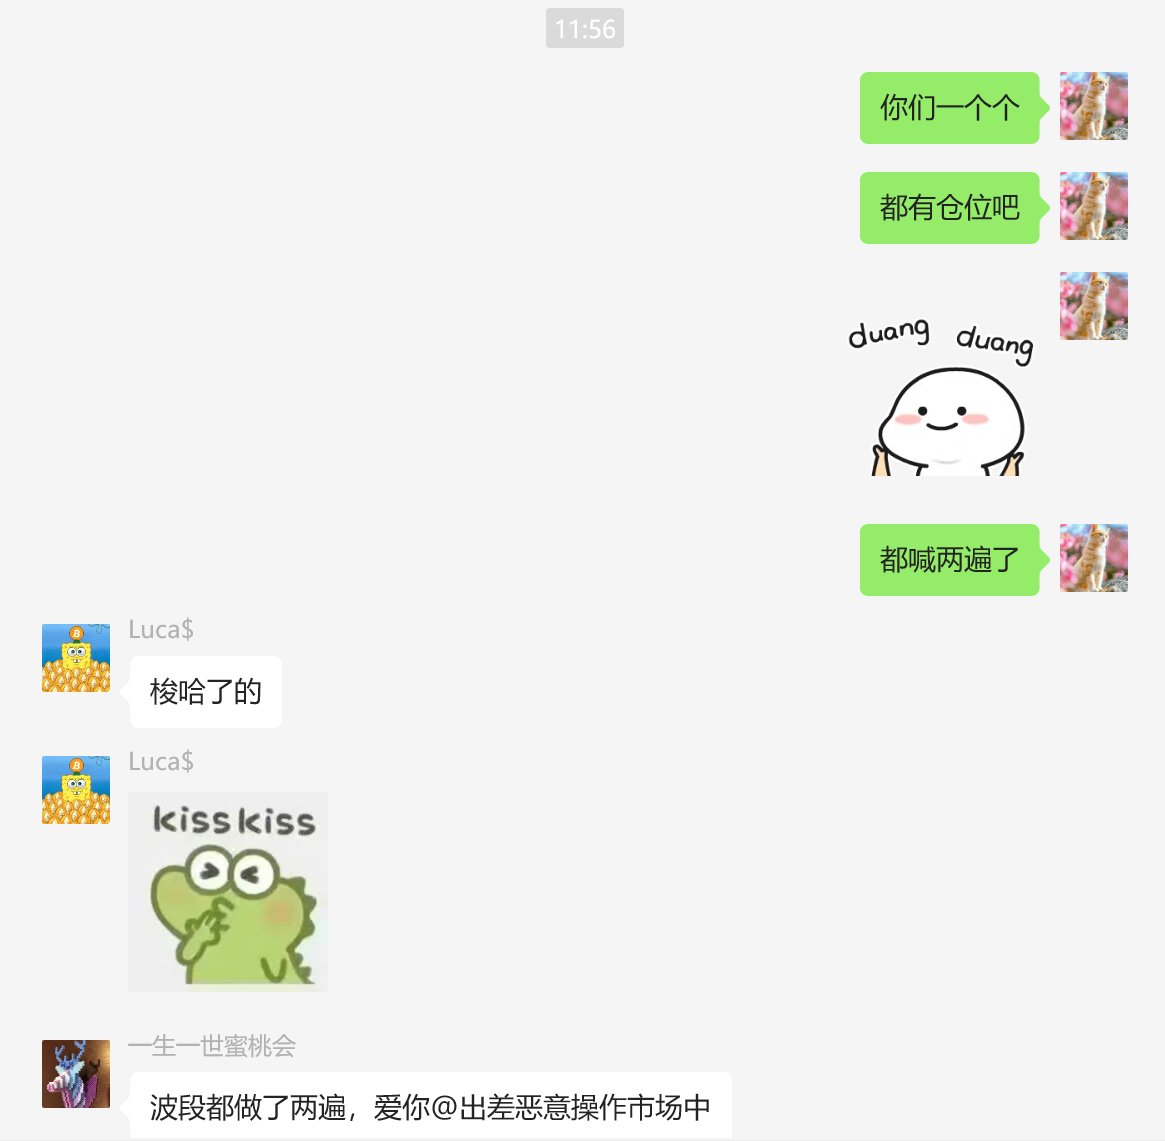 11:56
你们一个个
都有仓位吧
duang duang
都喊两遍了
Luca$
梭哈了的
Luca$
kiss kiss
一生一世蜜桃会
波段都做了两遍，爱你@出差恶意操作市场中